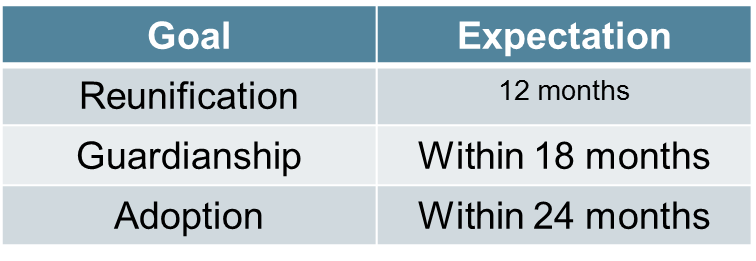 Goal Expectation
Reunification 12 months
Guardianship Within 18 months
Adoption Within 24 months